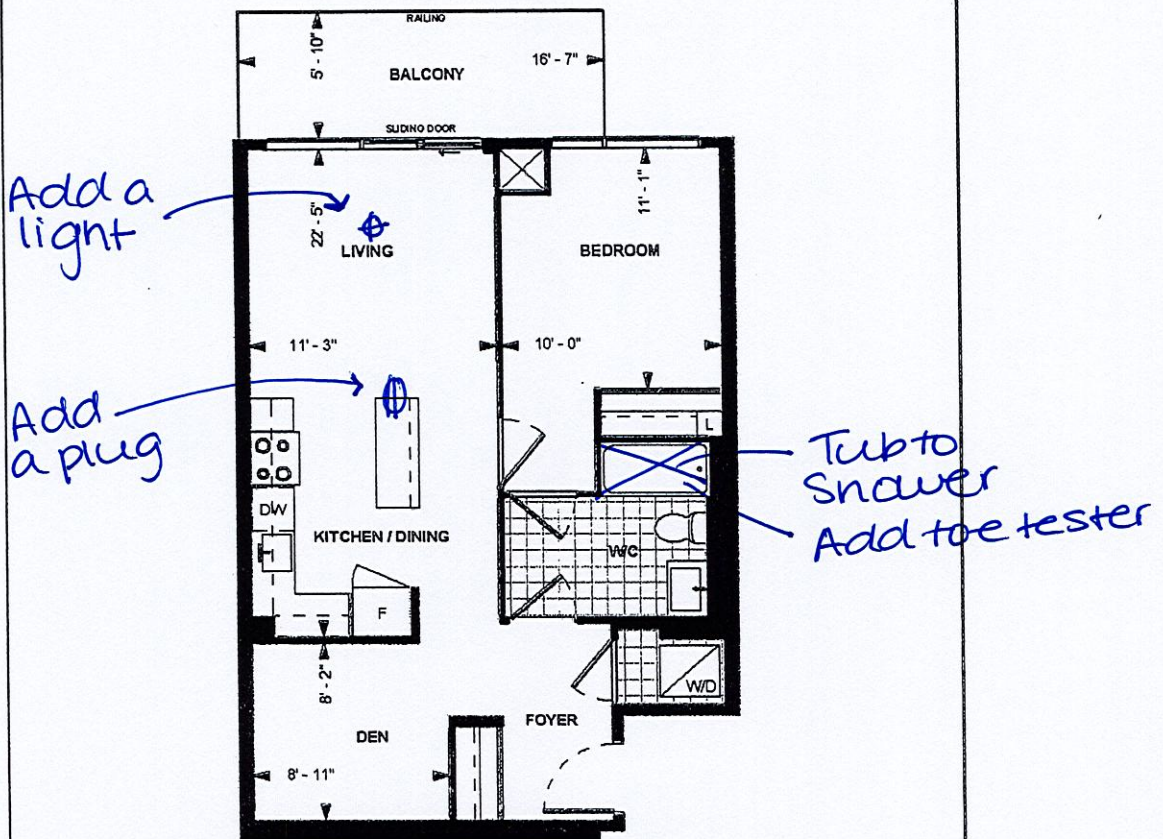 RAILING
5' - 10"
BALCONY
16' - 7"
SLIDING DOOR
Add a
light
22' - 5"
LIVING
11' - 1"
BEDROOM
11' - 3"
10' - 0"
Add
a plug
L
Tub to
Shower
Add toe tester
DW
KITCHEN / DINING
WC
F
8' - 2"
W/D
FOYER
DEN
8' - 11"